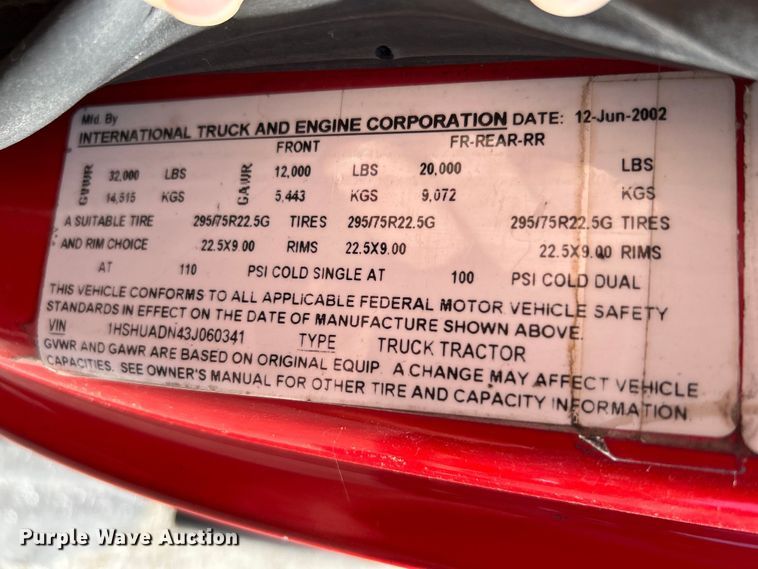 Mfd. By
INTERNATIONAL TRUCK AND ENGINE CORPORATION DATE: 12-Jun-2002
FRONT FR-REAR-RR
GVWR 32,000 LBS GAWR 12,000 LBS 20,000 LBS
14,515 KGS 5,443 KGS 9,072 KGS
A SUITABLE TIRE 295/75R22.5G TIRES 295/75R22.5G 295/75R22.5G TIRES
AND RIM CHOICE 22.5X9.00 RIMS 22.5X9.00 22.5X9.00 RIMS
AT 110 PSI COLD SINGLE AT 100 PSI COLD DUAL
THIS VEHICLE CONFORMS TO ALL APPLICABLE FEDERAL MOTOR VEHICLE SAFETY
STANDARDS IN EFFECT ON THE DATE OF MANUFACTURE SHOWN ABOVE.
VIN 1HSHUADN43J060341 TYPE TRUCK TRACTOR
GVWR AND GAWR ARE BASED ON ORIGINAL EQUIP. A CHANGE MAY AFFECT VEHICLE
CAPACITIES. SEE OWNER'S MANUAL FOR OTHER TIRE AND CAPACITY INFORMATION
Purple Wave Auction